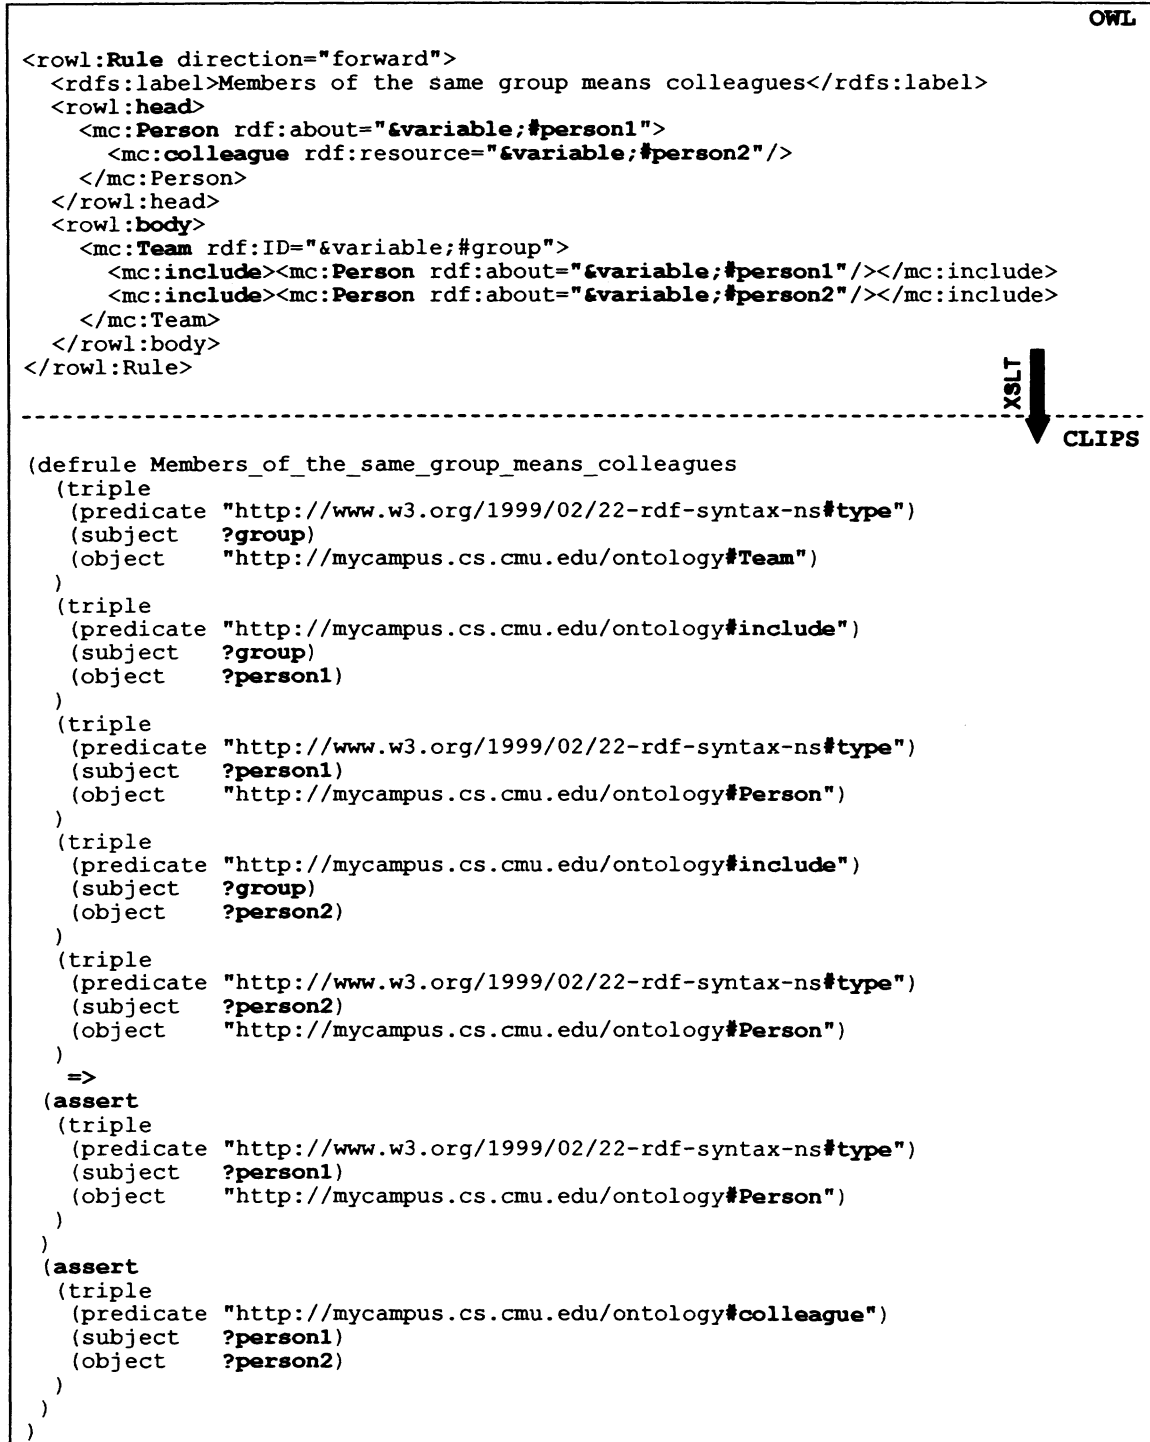 OWL
<rowl:Rule direction="forward">
  <rdfs:label>Members of the same group means colleagues</rdfs:label>
  <rowl:head>
    <mc:Person rdf:about="&variable;#person1">
      <mc:colleague rdf:resource="&variable;#person2"/>
    </mc:Person>
  </rowl:head>
  <rowl:body>
    <mc:Team rdf:ID="&variable;#group">
      <mc:include><mc:Person rdf:about="&variable;#person1"/></mc:include>
      <mc:include><mc:Person rdf:about="&variable;#person2"/></mc:include>
    </mc:Team>
  </rowl:body>
</rowl:Rule>
XSLT
CLIPS
(defrule Members_of_the_same_group_means_colleagues
  (triple
   (predicate "http://www.w3.org/1999/02/22-rdf-syntax-ns#type")
   (subject   ?group)
   (object    "http://mycampus.cs.cmu.edu/ontology#Team")
  )
  (triple
   (predicate "http://mycampus.cs.cmu.edu/ontology#include")
   (subject   ?group)
   (object    ?person1)
  )
  (triple
   (predicate "http://www.w3.org/1999/02/22-rdf-syntax-ns#type")
   (subject   ?person1)
   (object    "http://mycampus.cs.cmu.edu/ontology#Person")
  )
  (triple
   (predicate "http://mycampus.cs.cmu.edu/ontology#include")
   (subject   ?group)
   (object    ?person2)
  )
  (triple
   (predicate "http://www.w3.org/1999/02/22-rdf-syntax-ns#type")
   (subject   ?person2)
   (object    "http://mycampus.cs.cmu.edu/ontology#Person")
  )
   =>
 (assert
  (triple
   (predicate "http://www.w3.org/1999/02/22-rdf-syntax-ns#type")
   (subject   ?person1)
   (object    "http://mycampus.cs.cmu.edu/ontology#Person")
  )
 )
 (assert
  (triple
   (predicate "http://mycampus.cs.cmu.edu/ontology#colleague")
   (subject   ?person1)
   (object    ?person2)
  )
 )
)